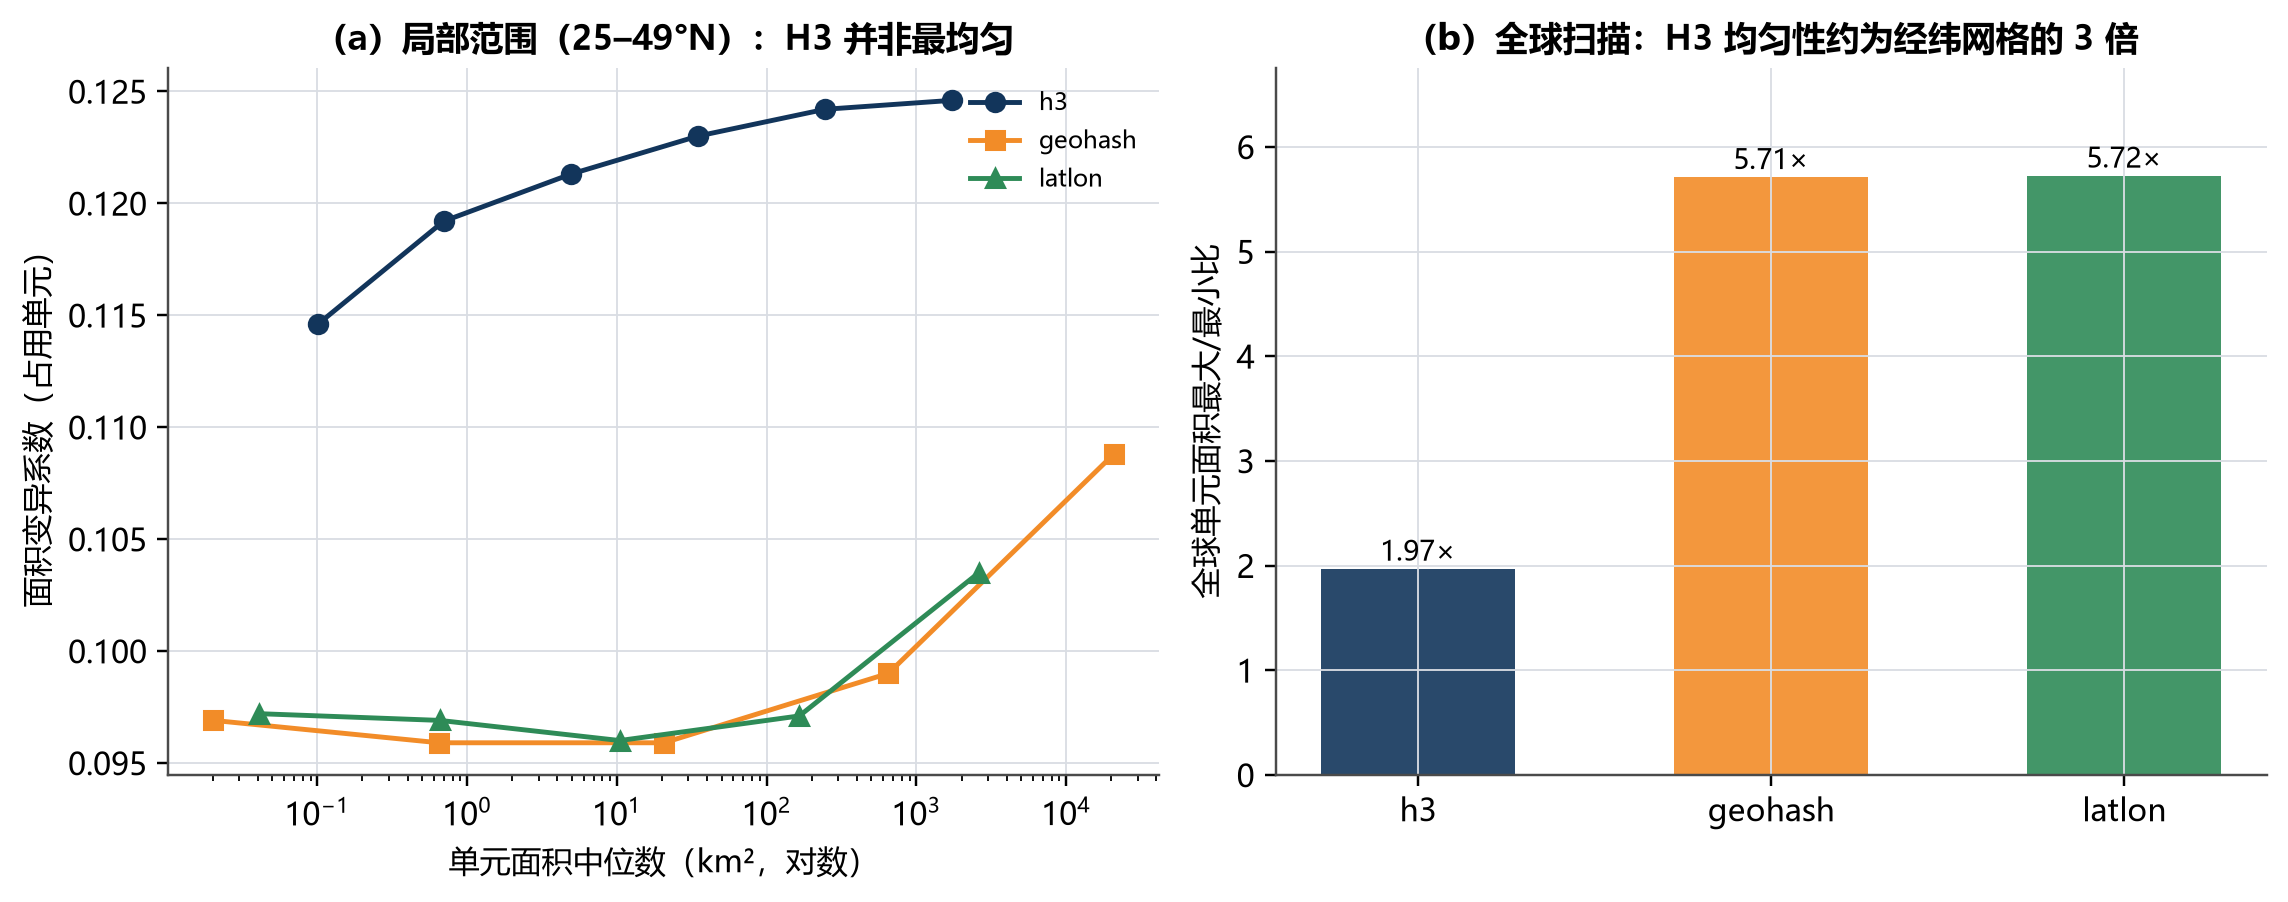 (a) 局部范围（25–49°N）：H3 并非最均匀
面积变异系数（占用单元）
0.125
0.120
0.115
0.110
0.105
0.100
0.095
h3
geohash
latlon
10⁻¹
10⁰
10¹
10²
10³
10⁴
单元面积中位数（km²，对数）
(b) 全球扫描：H3 均匀性约为经纬网格的 3 倍
全球单元面积最大/最小比
6
5
4
3
2
1
0
1.97×
5.71×
5.72×
h3
geohash
latlon